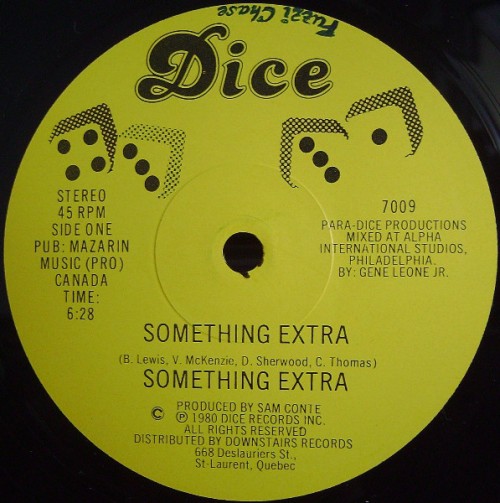 Fuzzi Chase
Dice
STEREO
45 RPM
SIDE ONE
PUB: MAZARIN
MUSIC (PRO)
CANADA
TIME:
6:28
7009
PARA-DICE PRODUCTIONS
MIXED AT ALPHA
INTERNATIONAL STUDIOS,
PHILADELPHIA.
BY: GENE LEONE JR.
SOMETHING EXTRA
(B. Lewis, V. McKenzie, D. Sherwood, C. Thomas)
SOMETHING EXTRA
PRODUCED BY SAM CONTE
© ℗ 1980 DICE RECORDS INC.
ALL RIGHTS RESERVED
DISTRIBUTED BY DOWNSTAIRS RECORDS
668 Deslauriers St.,
St-Laurent, Quebec